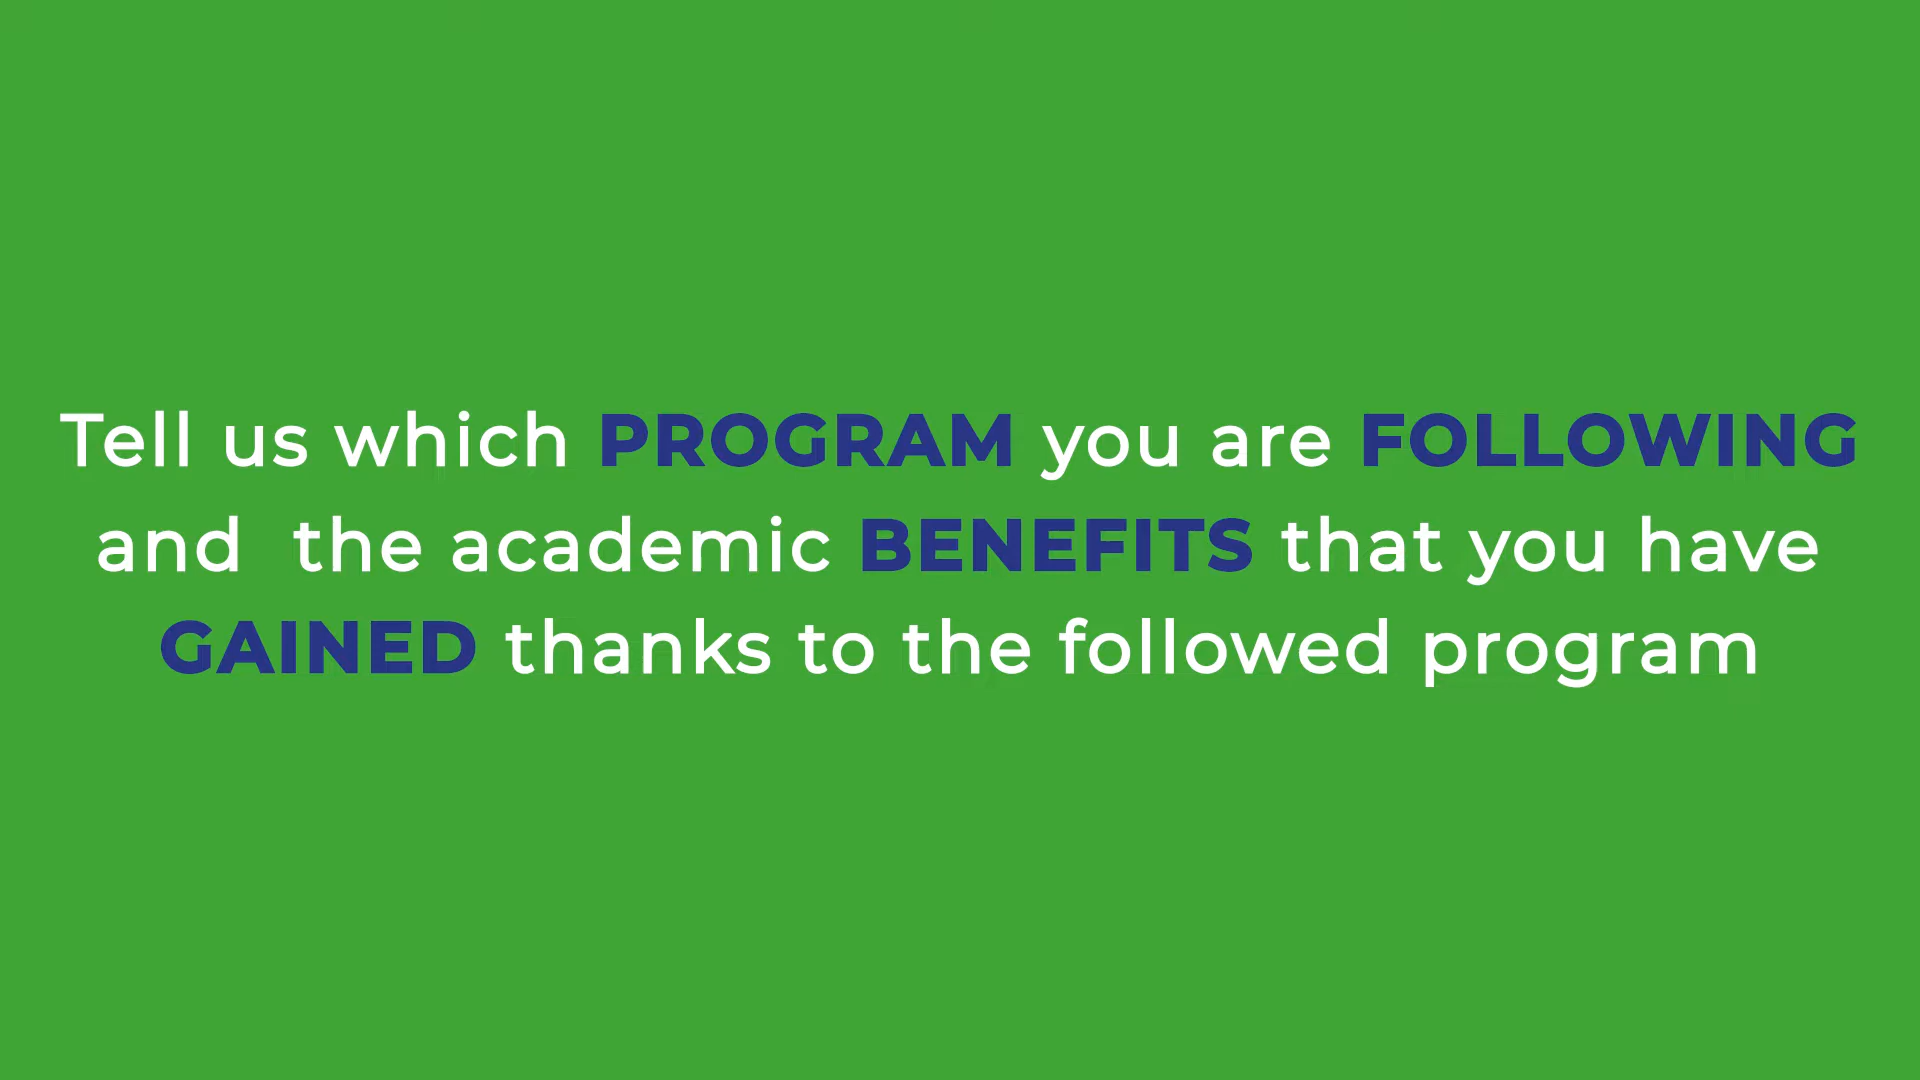 Tell us which PROGRAM you are FOLLOWING
and  the academic BENEFITS that you have
GAINED thanks to the followed program